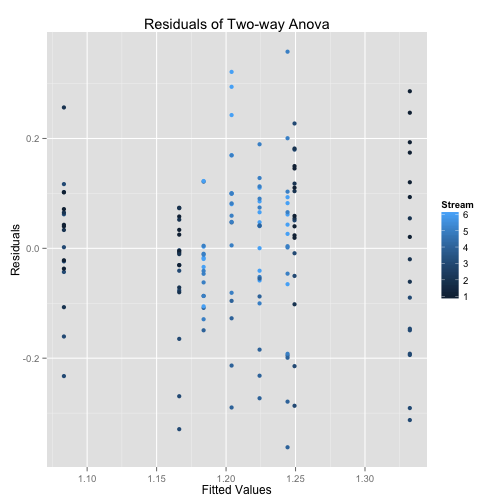 Residuals of Two-way Anova
Residuals
0.2
0.0
-0.2
1.10 1.15 1.20 1.25 1.30
Fitted Values
Stream
6
5
4
3
2
1